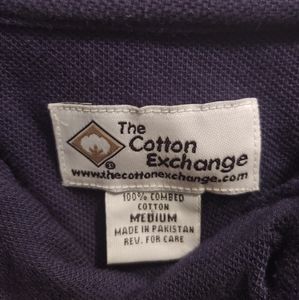 The
Cotton
Exchange
®
www.thecottonexchange.com
100% COMBED
COTTON
MEDIUM
MADE IN PAKISTAN
REV. FOR CARE